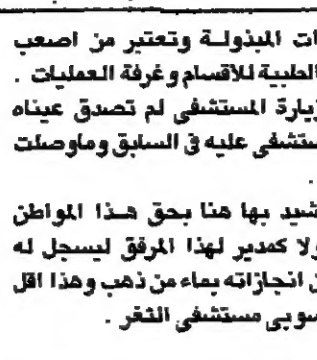 ات المبذولة وتعتبر من اصعب
الطبية للأقسام وغرفة العمليات .
زيارة المستشفى لم تصدق عيناه
ستشفى عليه في السابق وماوصلت
.
شيد بها هنا بحق هذا المواطن
ولا كمدير لهذا المرفق ليسجل له
ن انجازاته بماء من ذهب وهذا اقل
سوبى مستشفى الثغر .